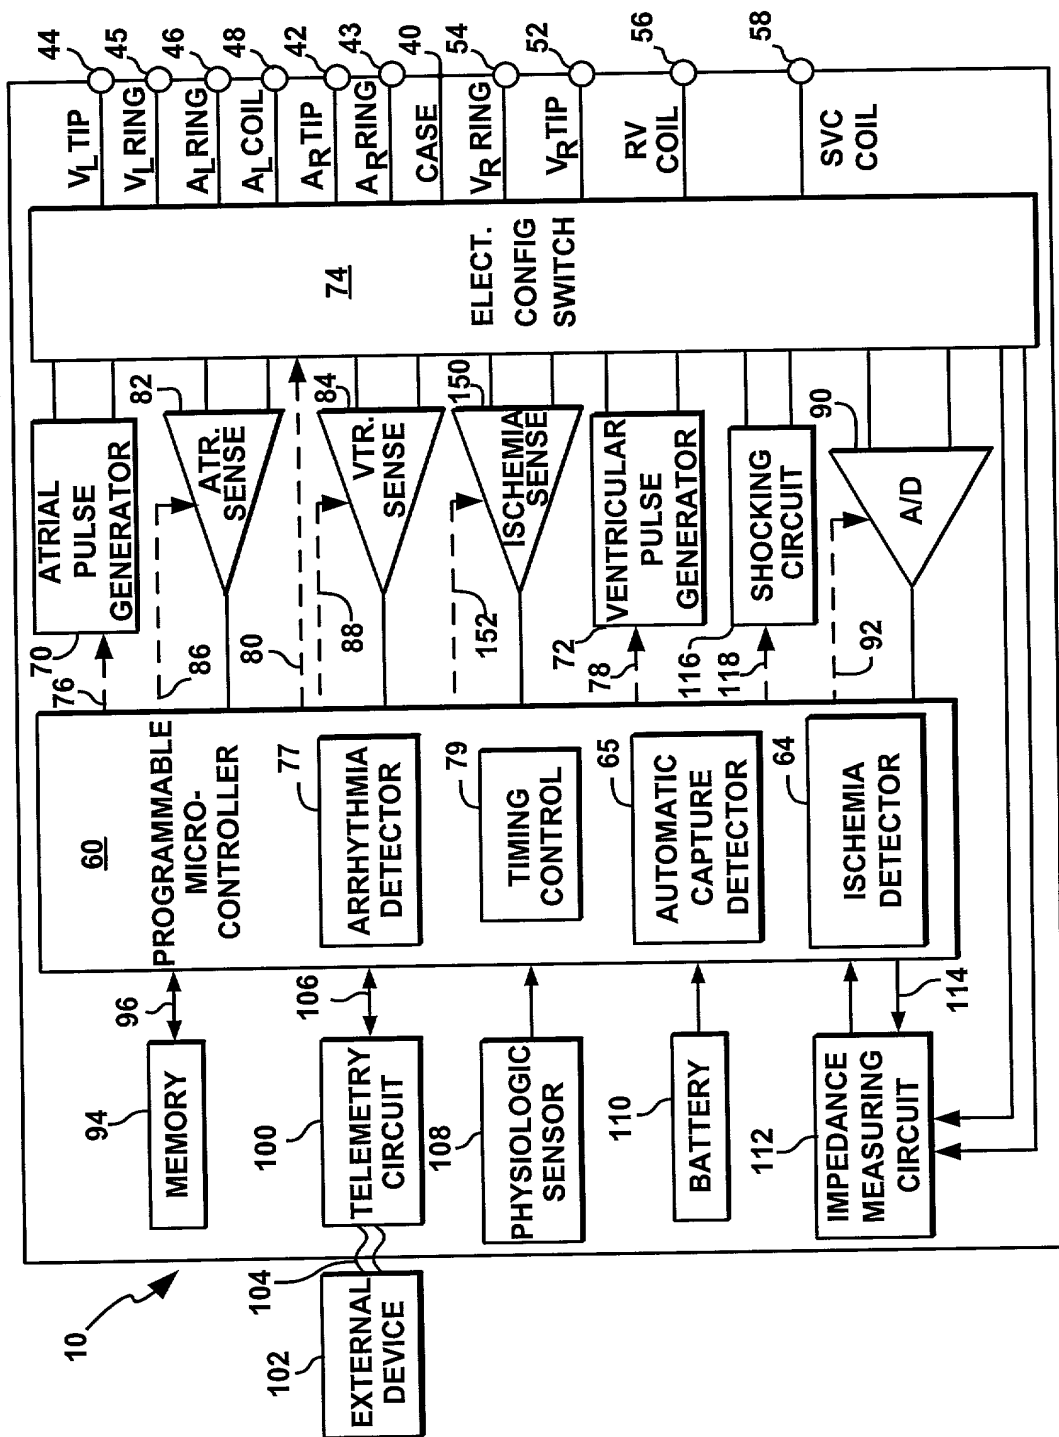 10
102
EXTERNAL
DEVICE
104
94
MEMORY
96
100
TELEMETRY
CIRCUIT
106
108
PHYSIOLOGIC
SENSOR
110
BATTERY
112
IMPEDANCE
MEASURING
CIRCUIT
114
60
PROGRAMMABLE
MICRO-
CONTROLLER
77
ARRHYTHMIA
DETECTOR
79
TIMING
CONTROL
65
AUTOMATIC
CAPTURE
DETECTOR
64
ISCHEMIA
DETECTOR
70
ATRIAL
PULSE
GENERATOR
76
82
ATR.
SENSE
86
80
84
VTR.
SENSE
88
150
ISCHEMIA
SENSE
152
72
VENTRICULAR
PULSE
GENERATOR
78
116
SHOCKING
CIRCUIT
118
90
A/D
92
74
ELECT.
CONFIG
SWITCH
VL TIP
44
VL RING
45
AL RING
46
AL COIL
48
AR TIP
42
AR RING
43
CASE
40
VR RING
54
VR TIP
52
RV
COIL
56
SVC
COIL
58